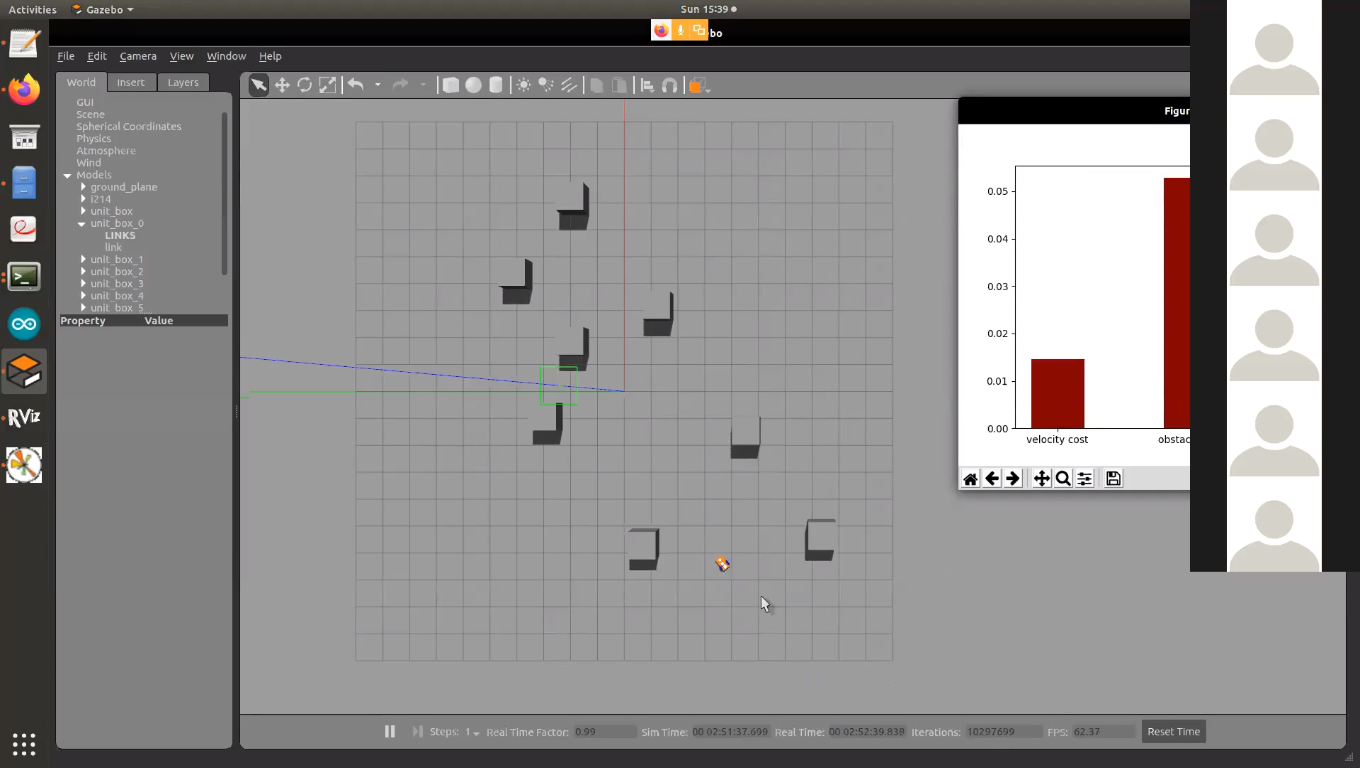 Activities
Gazebo
Sun 15:39
bo
File Edit Camera View Window Help
World Insert Layers
GUI
Scene
Spherical Coordinates
Physics
Atmosphere
Wind
Models
ground_plane
i214
unit_box
unit_box_0
LINKS
link
unit_box_1
unit_box_2
unit_box_3
unit_box_4
unit_box_5
Property Value
RViz
Figur
0.05
0.04
0.03
0.02
0.01
0.00
velocity cost obstac
Steps: 1 Real Time Factor: 0.99 Sim Time: 00 02:51:37.699 Real Time: 00 02:52:39.839 Iterations: 10297699 FPS: 62.37 Reset Time